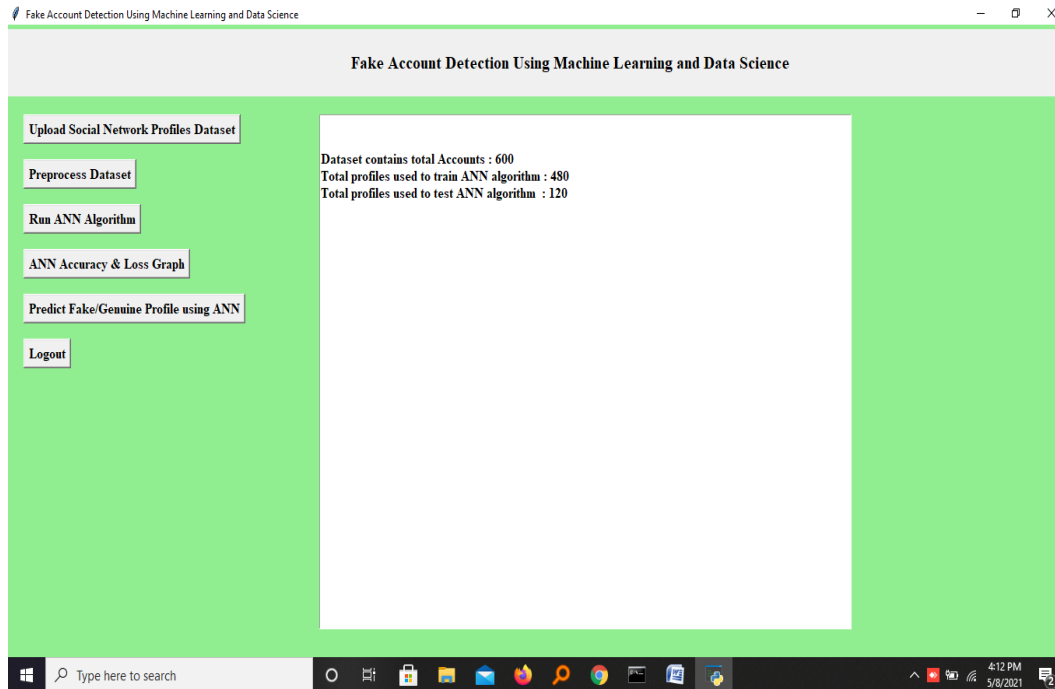 Fake Account Detection Using Machine Learning and Data Science
Fake Account Detection Using Machine Learning and Data Science
Upload Social Network Profiles Dataset
Preprocess Dataset
Run ANN Algorithm
ANN Accuracy & Loss Graph
Predict Fake/Genuine Profile using ANN
Logout
Dataset contains total Accounts : 600
Total profiles used to train ANN algorithm : 480
Total profiles used to test ANN algorithm  : 120
Type here to search
4:12 PM
5/8/2021
2